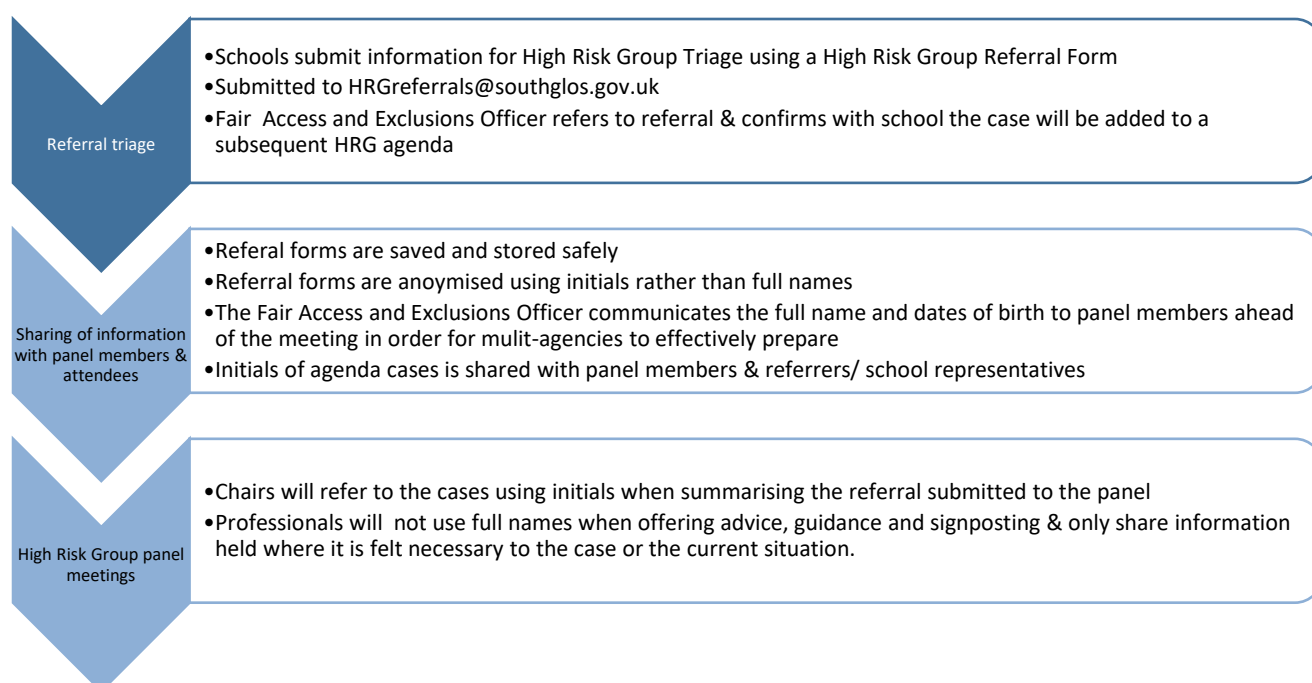 Referral triage
•Schools submit information for High Risk Group Triage using a High Risk Group Referral Form
•Submitted to HRGreferrals@southglos.gov.uk
•Fair  Access and Exclusions Officer refers to referral & confirms with school the case will be added to a
subsequent HRG agenda
Sharing of information
with panel members &
attendees
•Referal forms are saved and stored safely
•Referral forms are anoymised using initials rather than full names
•The Fair Access and Exclusions Officer communicates the full name and dates of birth to panel members ahead
of the meeting in order for mulit-agencies to effectively prepare
•Initials of agenda cases is shared with panel members & referrers/ school representatives
High Risk Group panel
meetings
•Chairs will refer to the cases using initials when summarising the referral submitted to the panel
•Professionals will  not use full names when offering advice, guidance and signposting & only share information
held where it is felt necessary to the case or the current situation.